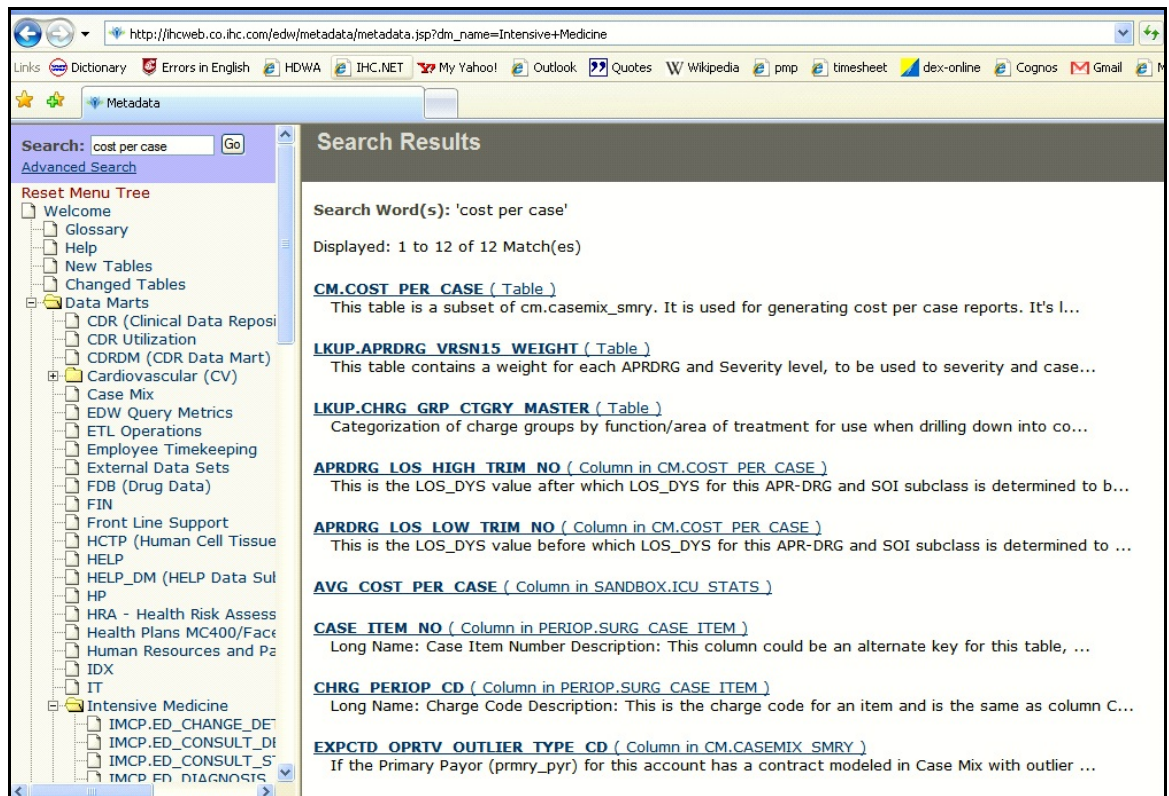 http://ihcweb.co.ihc.com/edw/metadata/metadata.jsp?dm_name=Intensive+Medicine
Links Dictionary Errors in English HDWA IHC.NET My Yahoo! Outlook Quotes Wikipedia pmp timesheet dex-online Cognos Gmail
Metadata
Search: cost per case Go
Advanced Search
Reset Menu Tree
Welcome
Glossary
Help
New Tables
Changed Tables
Data Marts
CDR (Clinical Data Reposi
CDR Utilization
CDRDM (CDR Data Mart)
Cardiovascular (CV)
Case Mix
EDW Query Metrics
ETL Operations
Employee Timekeeping
External Data Sets
FDB (Drug Data)
FIN
Front Line Support
HCTP (Human Cell Tissue
HELP
HELP_DM (HELP Data Sub
HP
HRA - Health Risk Assess
Health Plans MC400/Face
Human Resources and Pa
IDX
IT
Intensive Medicine
IMCP.ED_CHANGE_DET
IMCP.ED_CONSULT_DE
IMCP.ED_CONSULT_S
IMCP.ED_DIAGNOSIS
Search Results
Search Word(s): 'cost per case'
Displayed: 1 to 12 of 12 Match(es)
CM.COST_PER_CASE ( Table )
This table is a subset of cm.casemix_smry. It is used for generating cost per case reports. It's l...
LKUP.APRDRG_VRSN15_WEIGHT ( Table )
This table contains a weight for each APRDRG and Severity level, to be used to severity and case...
LKUP.CHRG_GRP_CTGRY_MASTER ( Table )
Categorization of charge groups by function/area of treatment for use when drilling down into co...
APRDRG_LOS_HIGH_TRIM_NO ( Column in CM.COST_PER_CASE )
This is the LOS_DYS value after which LOS_DYS for this APR-DRG and SOI subclass is determined to b...
APRDRG_LOS_LOW_TRIM_NO ( Column in CM.COST_PER_CASE )
This is the LOS_DYS value before which LOS_DYS for this APR-DRG and SOI subclass is determined to ...
AVG_COST_PER_CASE ( Column in SANDBOX.ICU_STATS )
CASE_ITEM_NO ( Column in PERIOP.SURG_CASE_ITEM )
Long Name: Case Item Number Description: This column could be an alternate key for this table, ...
CHRG_PERIOP_CD ( Column in PERIOP.SURG_CASE_ITEM )
Long Name: Charge Code Description: This is the charge code for an item and is the same as column C...
EXPCTD_OPRTV_OUTLIER_TYPE_CD ( Column in CM.CASEMIX_SMRY )
If the Primary Payor (prmry_pyr) for this account has a contract modeled in Case Mix with outlier ...